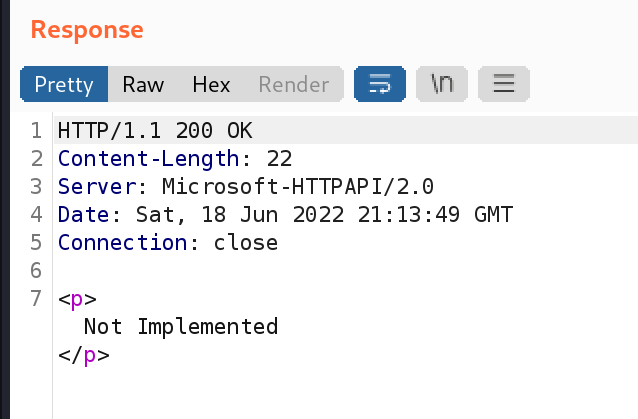 Response
Pretty Raw Hex Render \n
1 HTTP/1.1 200 OK
2 Content-Length: 22
3 Server: Microsoft-HTTPAPI/2.0
4 Date: Sat, 18 Jun 2022 21:13:49 GMT
5 Connection: close
6
7 <p>
Not Implemented
</p>